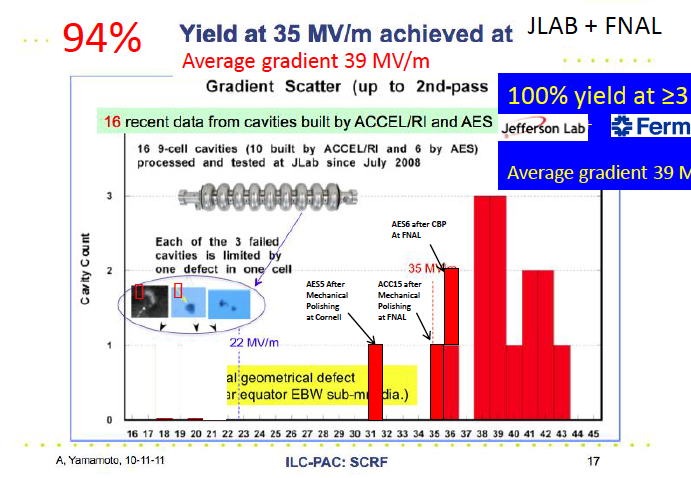 94%
Yield at 35 MV/m achieved at
JLAB + FNAL
Average gradient 39 MV/m
Gradient Scatter (up to 2nd-pass
100% yield at ≥3
16 recent data from cavities built by ACCEL/RI and AES
Jefferson Lab
Ferm
16 9-cell cavities (10 built by ACCEL/RI and 6 by AES)
processed and tested at JLab since July 2008
Average gradient 39 M
Cavity Count
3
2
1
0
Each of the 3 failed
cavities is limited by
one defect in one cell
AES6 after CBP
At FNAL
35 MV
AES5 After
Mechanical
Polishing
at Cornell
ACC15 after
Mechanical
Polishing
at FNAL
22 MV/m
al geometrical defect
ar equator EBW sub-m dia.)
16 17 18 19 20 21 22 23 24 25 26 27 28 29 30 31 32 33 34 35 36 37 38 39 40 41 42 43 44 45
A, Yamamoto, 10-11-11
ILC-PAC: SCRF
17